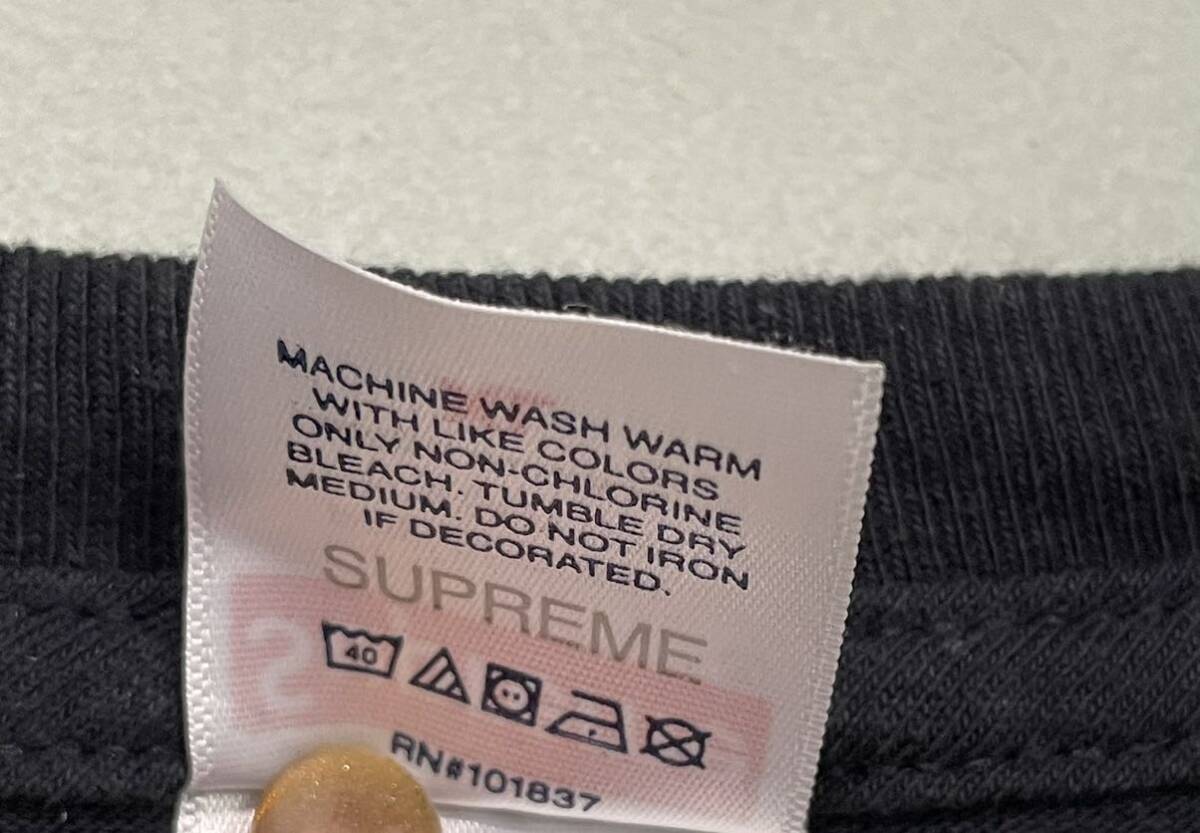 MACHINE WASH WARM
WITH LIKE COLORS
ONLY NON-CHLORINE
BLEACH. TUMBLE DRY
MEDIUM. DO NOT IRON
IF DECORATED.
SUPREME
40
RN#101837